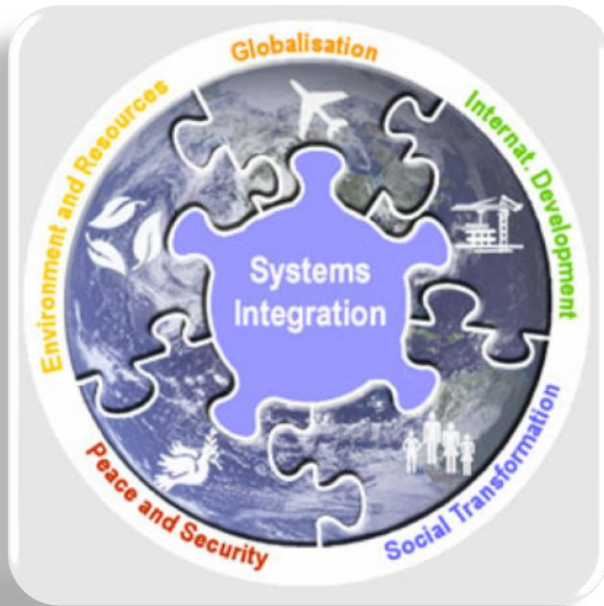 Globalisation
Internat. Development
Environment and Resources
Systems
Integration
Peace and Security
Social Transformation